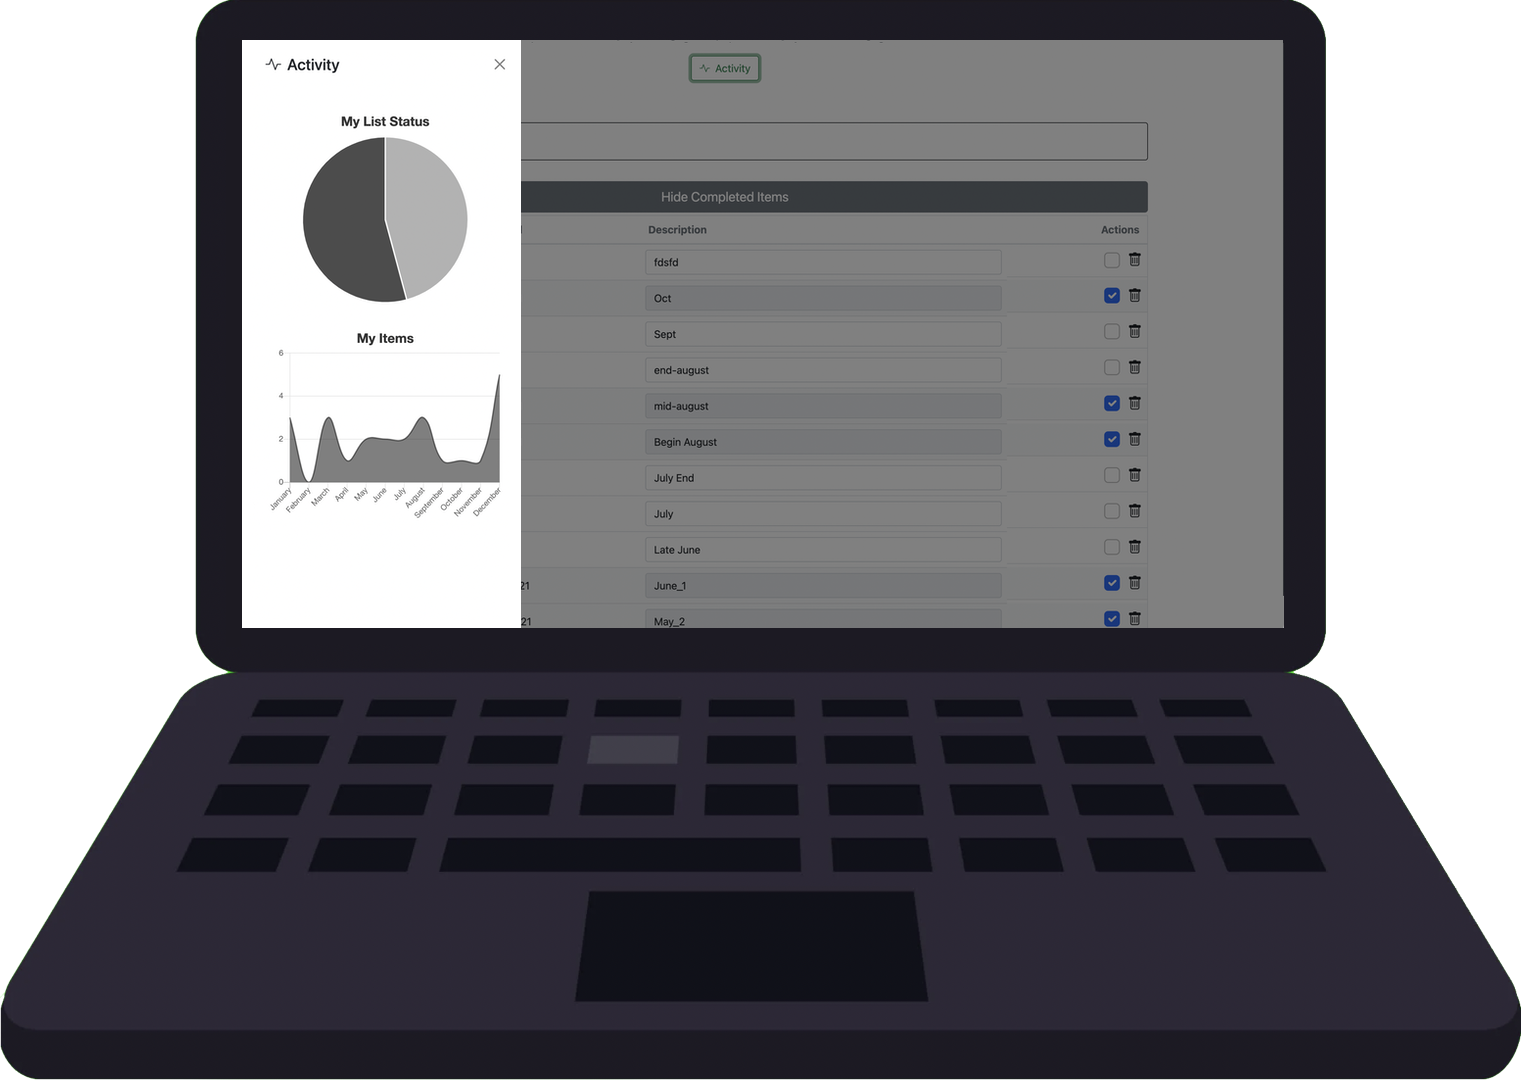 Activity
My List Status
My Items
6
4
2
0
January
February
March
April
May
June
July
August
September
October
November
December
Activity
Hide Completed Items
Description
Actions
fdsfd
Oct
Sept
end-august
mid-august
Begin August
July End
July
Late June
21
June_1
21
May_2